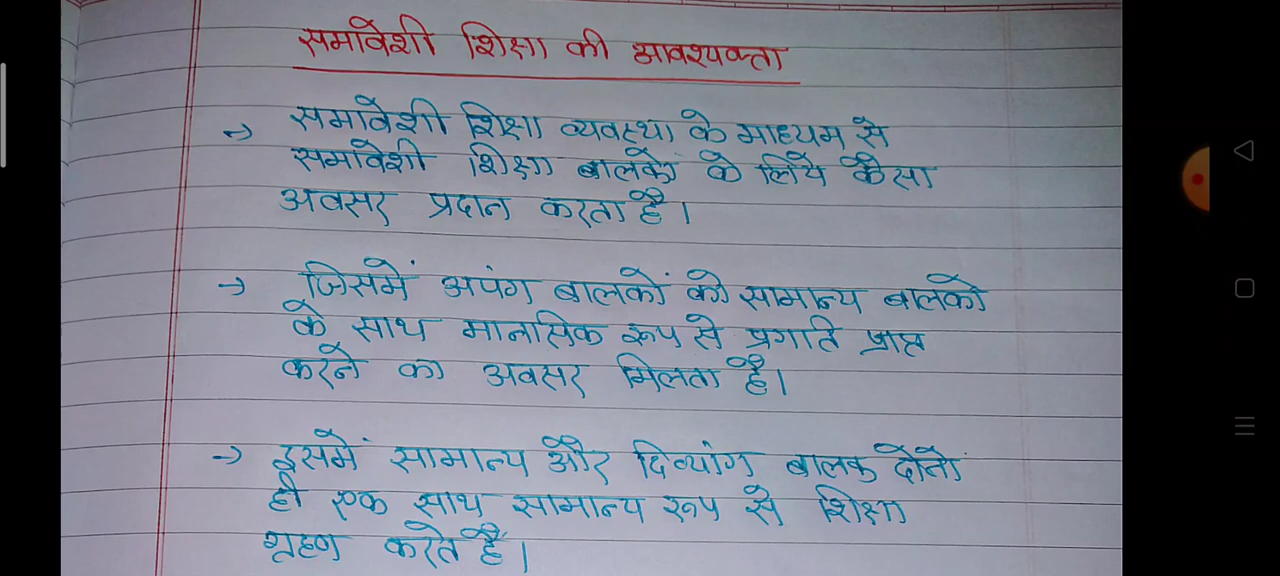 समावेशी शिक्षा की आवश्यकता
→ समावेशी शिक्षा व्यवस्था के माध्यम से
समावेशी शिक्षा बालकों के लिये कैसा
अवसर प्रदान करता है।
→ जिसमें अपंग बालकों को सामान्य बालको
के साथ मानसिक रूप से प्रगति प्राप्त
करने का अवसर मिलता है।
→ इसमें सामान्य और दिव्यांग बालक दोनों
ही एक साथ सामान्य रूप से शिक्षा
ग्रहण करते हैं।